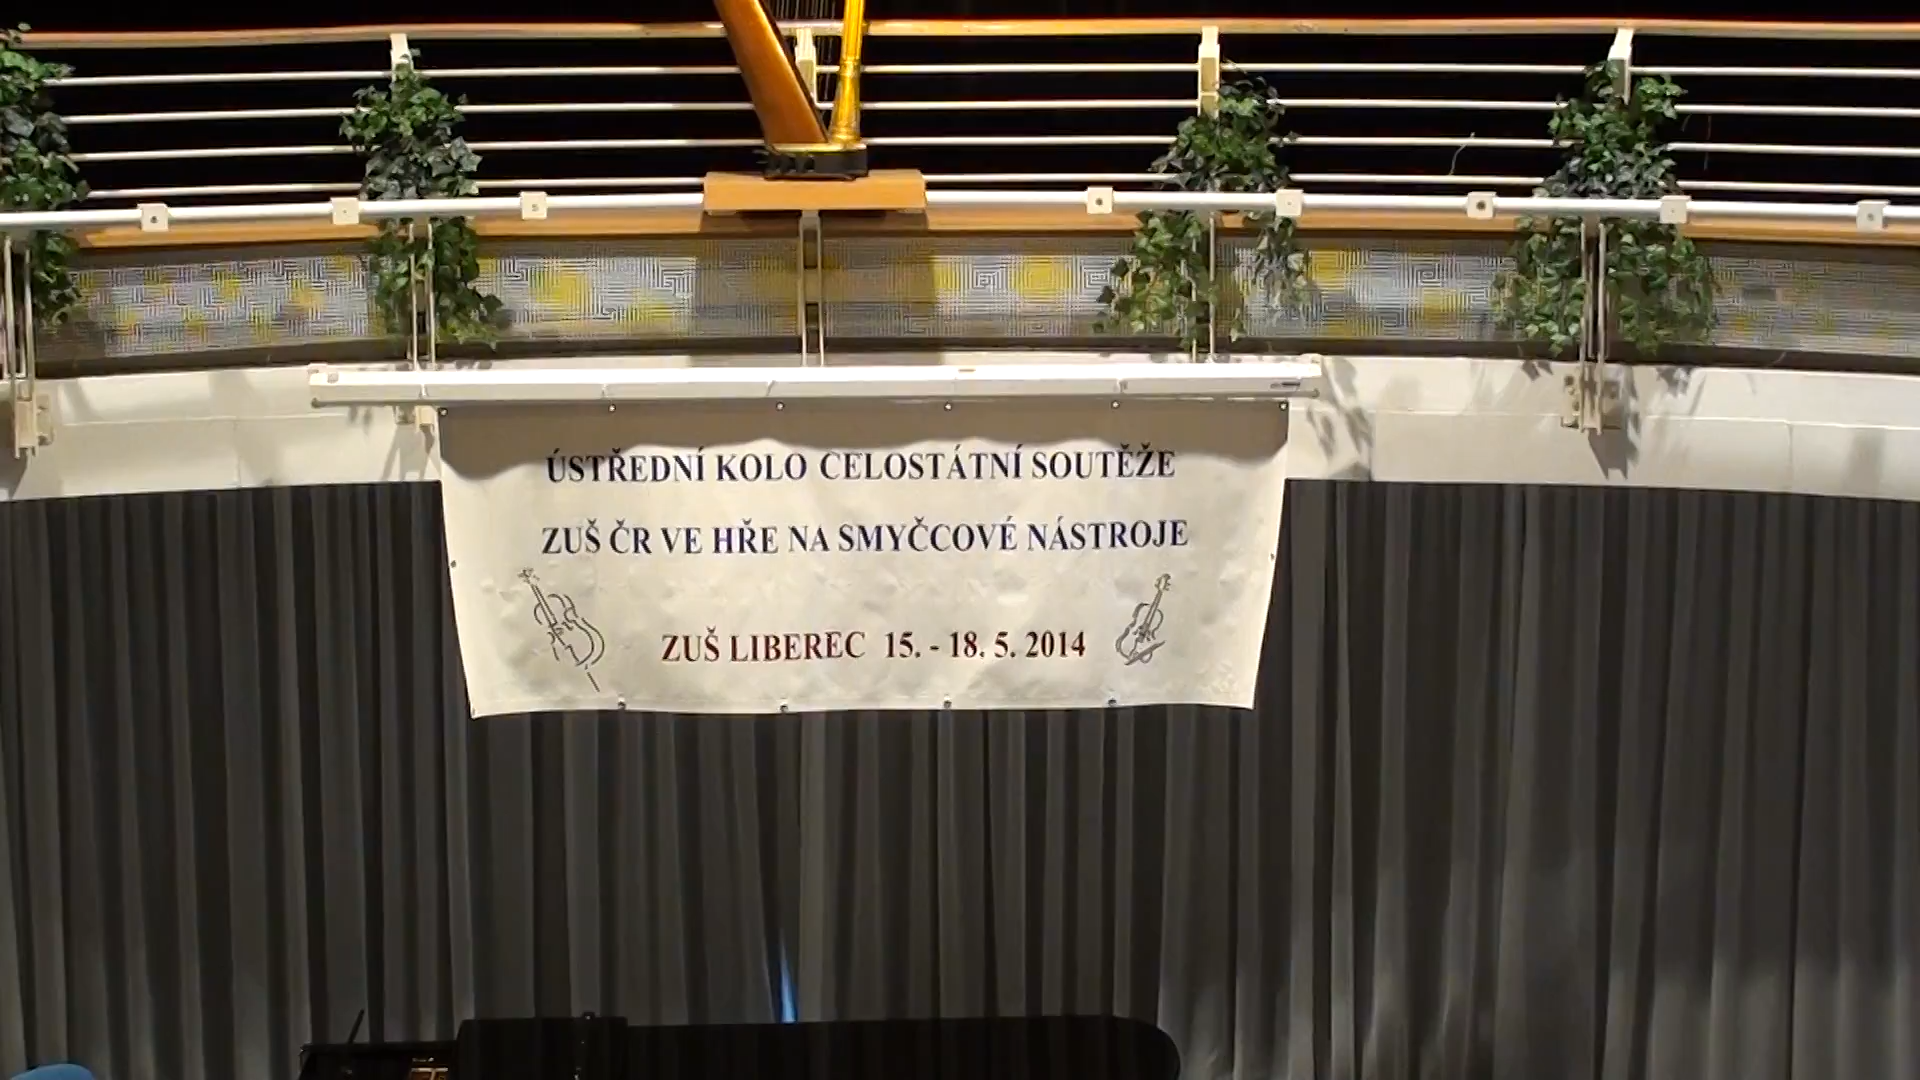 ÚSTŘEDNÍ KOLO CELOSTÁTNÍ SOUTĚŽE
ZUŠ ČR VE HŘE NA SMYČCOVÉ NÁSTROJE
ZUŠ LIBEREC 15. - 18. 5. 2014